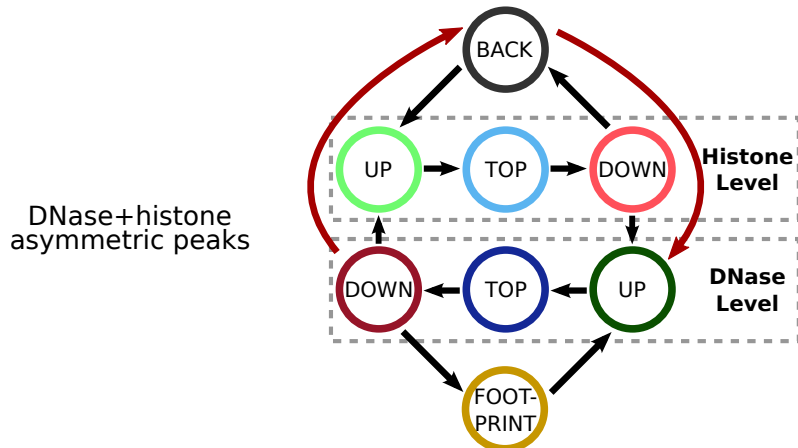 BACK
UP
TOP
DOWN
Histone
Level
DNase+histone
asymmetric peaks
DOWN
TOP
UP
DNase
Level
FOOT-
PRINT